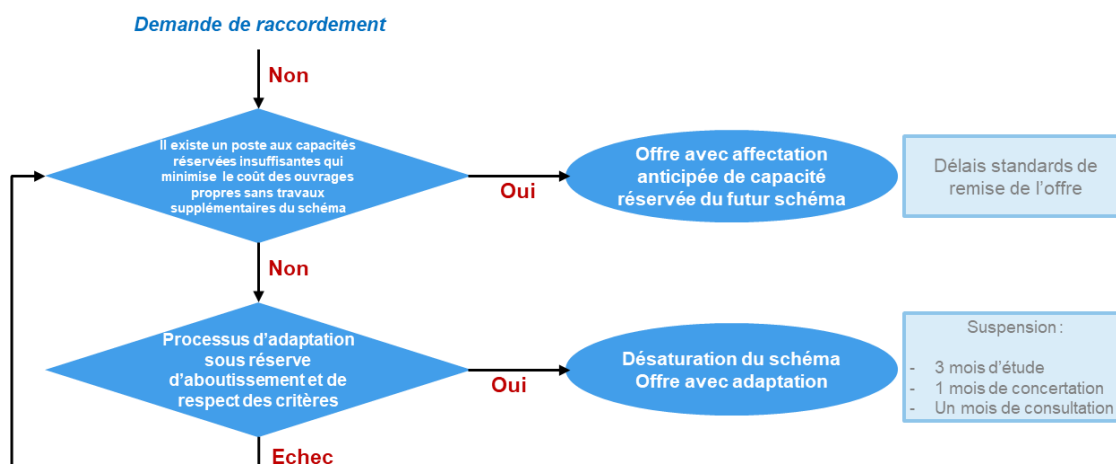 Demande de raccordement
Non
Il existe un poste aux capacités
réservées insuffisantes qui
minimise le coût des ouvrages
propres sans travaux
supplémentaires du schéma
Oui
Offre avec affectation
anticipée de capacité
réservée du futur schéma
Délais standards de
remise de l'offre
Non
Processus d'adaptation
sous réserve
d'aboutissement et de
respect des critères
Oui
Désaturation du schéma
Offre avec adaptation
Suspension :
- 3 mois d'étude
- 1 mois de concertation
- Un mois de consultation
Echec